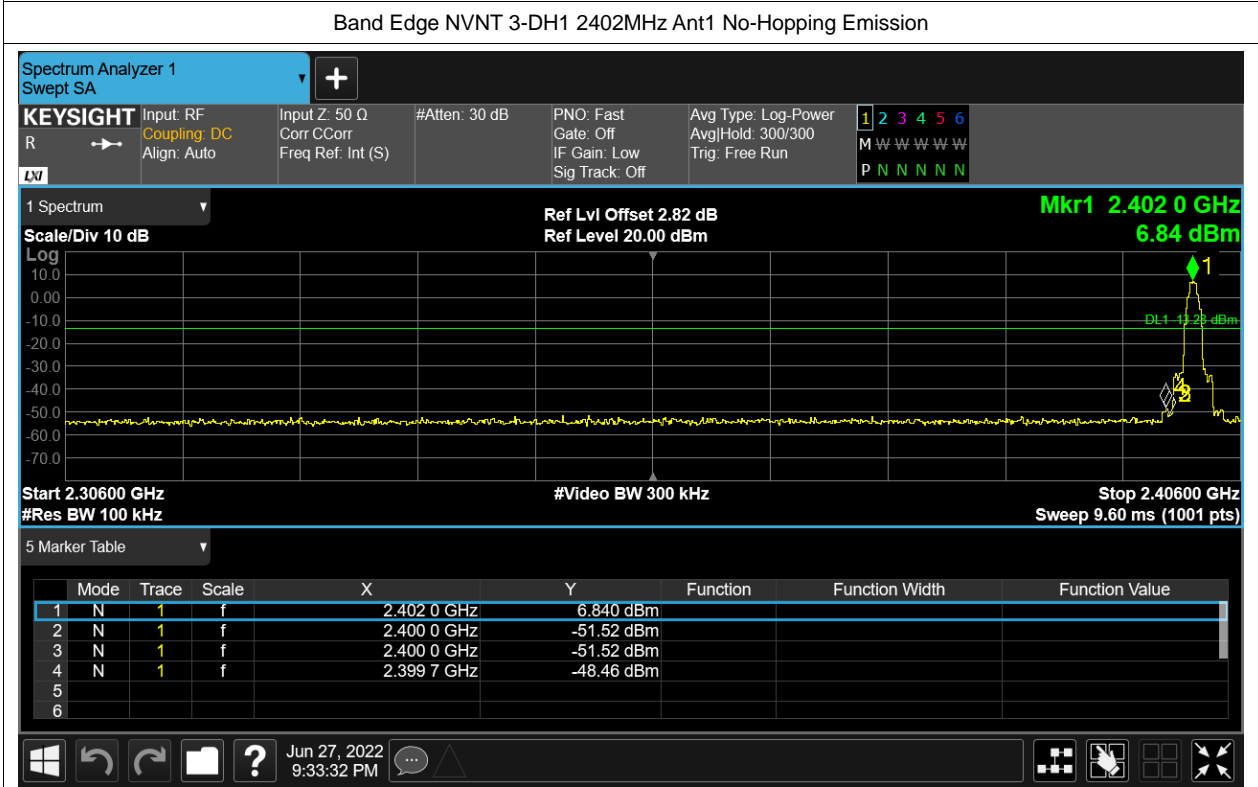 Band Edge NVNT 3-DH1 2402MHz Ant1 No-Hopping Emission
Spectrum Analyzer 1
Swept SA
KEYSIGHT
R
LXI
Input: RF
Coupling: DC
Align: Auto
Input Z: 50 Ω
Corr CCorr
Freq Ref: Int (S)
#Atten: 30 dB
PNO: Fast
Gate: Off
IF Gain: Low
Sig Track: Off
Avg Type: Log-Power
Avg|Hold: 300/300
Trig: Free Run
1 2 3 4 5 6
M W W W W W
P N N N N N
1 Spectrum
Scale/Div 10 dB
Ref Lvl Offset 2.82 dB
Ref Level 20.00 dBm
Mkr1 2.402 0 GHz
6.84 dBm
Log
10.0
0.00
-10.0
-20.0
-30.0
-40.0
-50.0
-60.0
-70.0
1
DL1 -13.23 dBm
4
Start 2.30600 GHz
#Video BW 300 kHz
Stop 2.40600 GHz
#Res BW 100 kHz
Sweep 9.60 ms (1001 pts)
5 Marker Table
Mode Trace Scale X Y Function Function Width Function Value
1 N 1 f 2.402 0 GHz 6.840 dBm
2 N 1 f 2.400 0 GHz -51.52 dBm
3 N 1 f 2.400 0 GHz -51.52 dBm
4 N 1 f 2.399 7 GHz -48.46 dBm
5
6
?
Jun 27, 2022
9:33:32 PM